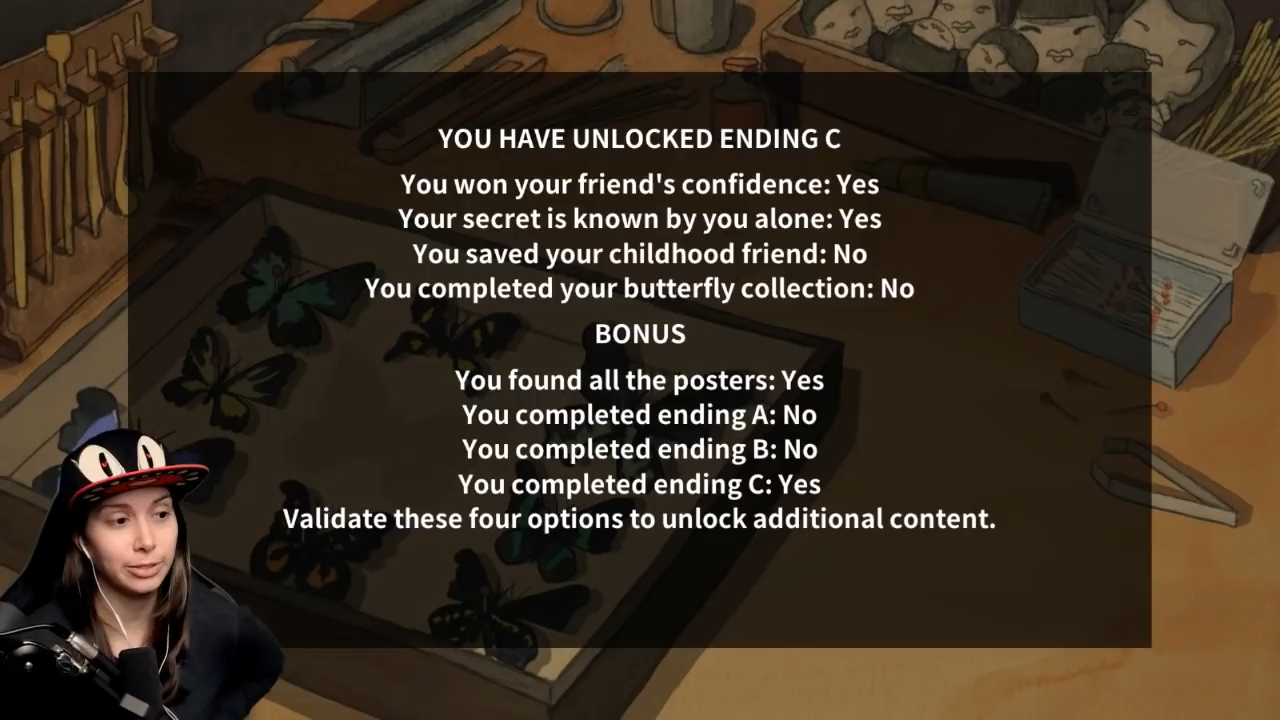 YOU HAVE UNLOCKED ENDING C
You won your friend's confidence: Yes
Your secret is known by you alone: Yes
You saved your childhood friend: No
You completed your butterfly collection: No
BONUS
You found all the posters: Yes
You completed ending A: No
You completed ending B: No
You completed ending C: Yes
Validate these four options to unlock additional content.